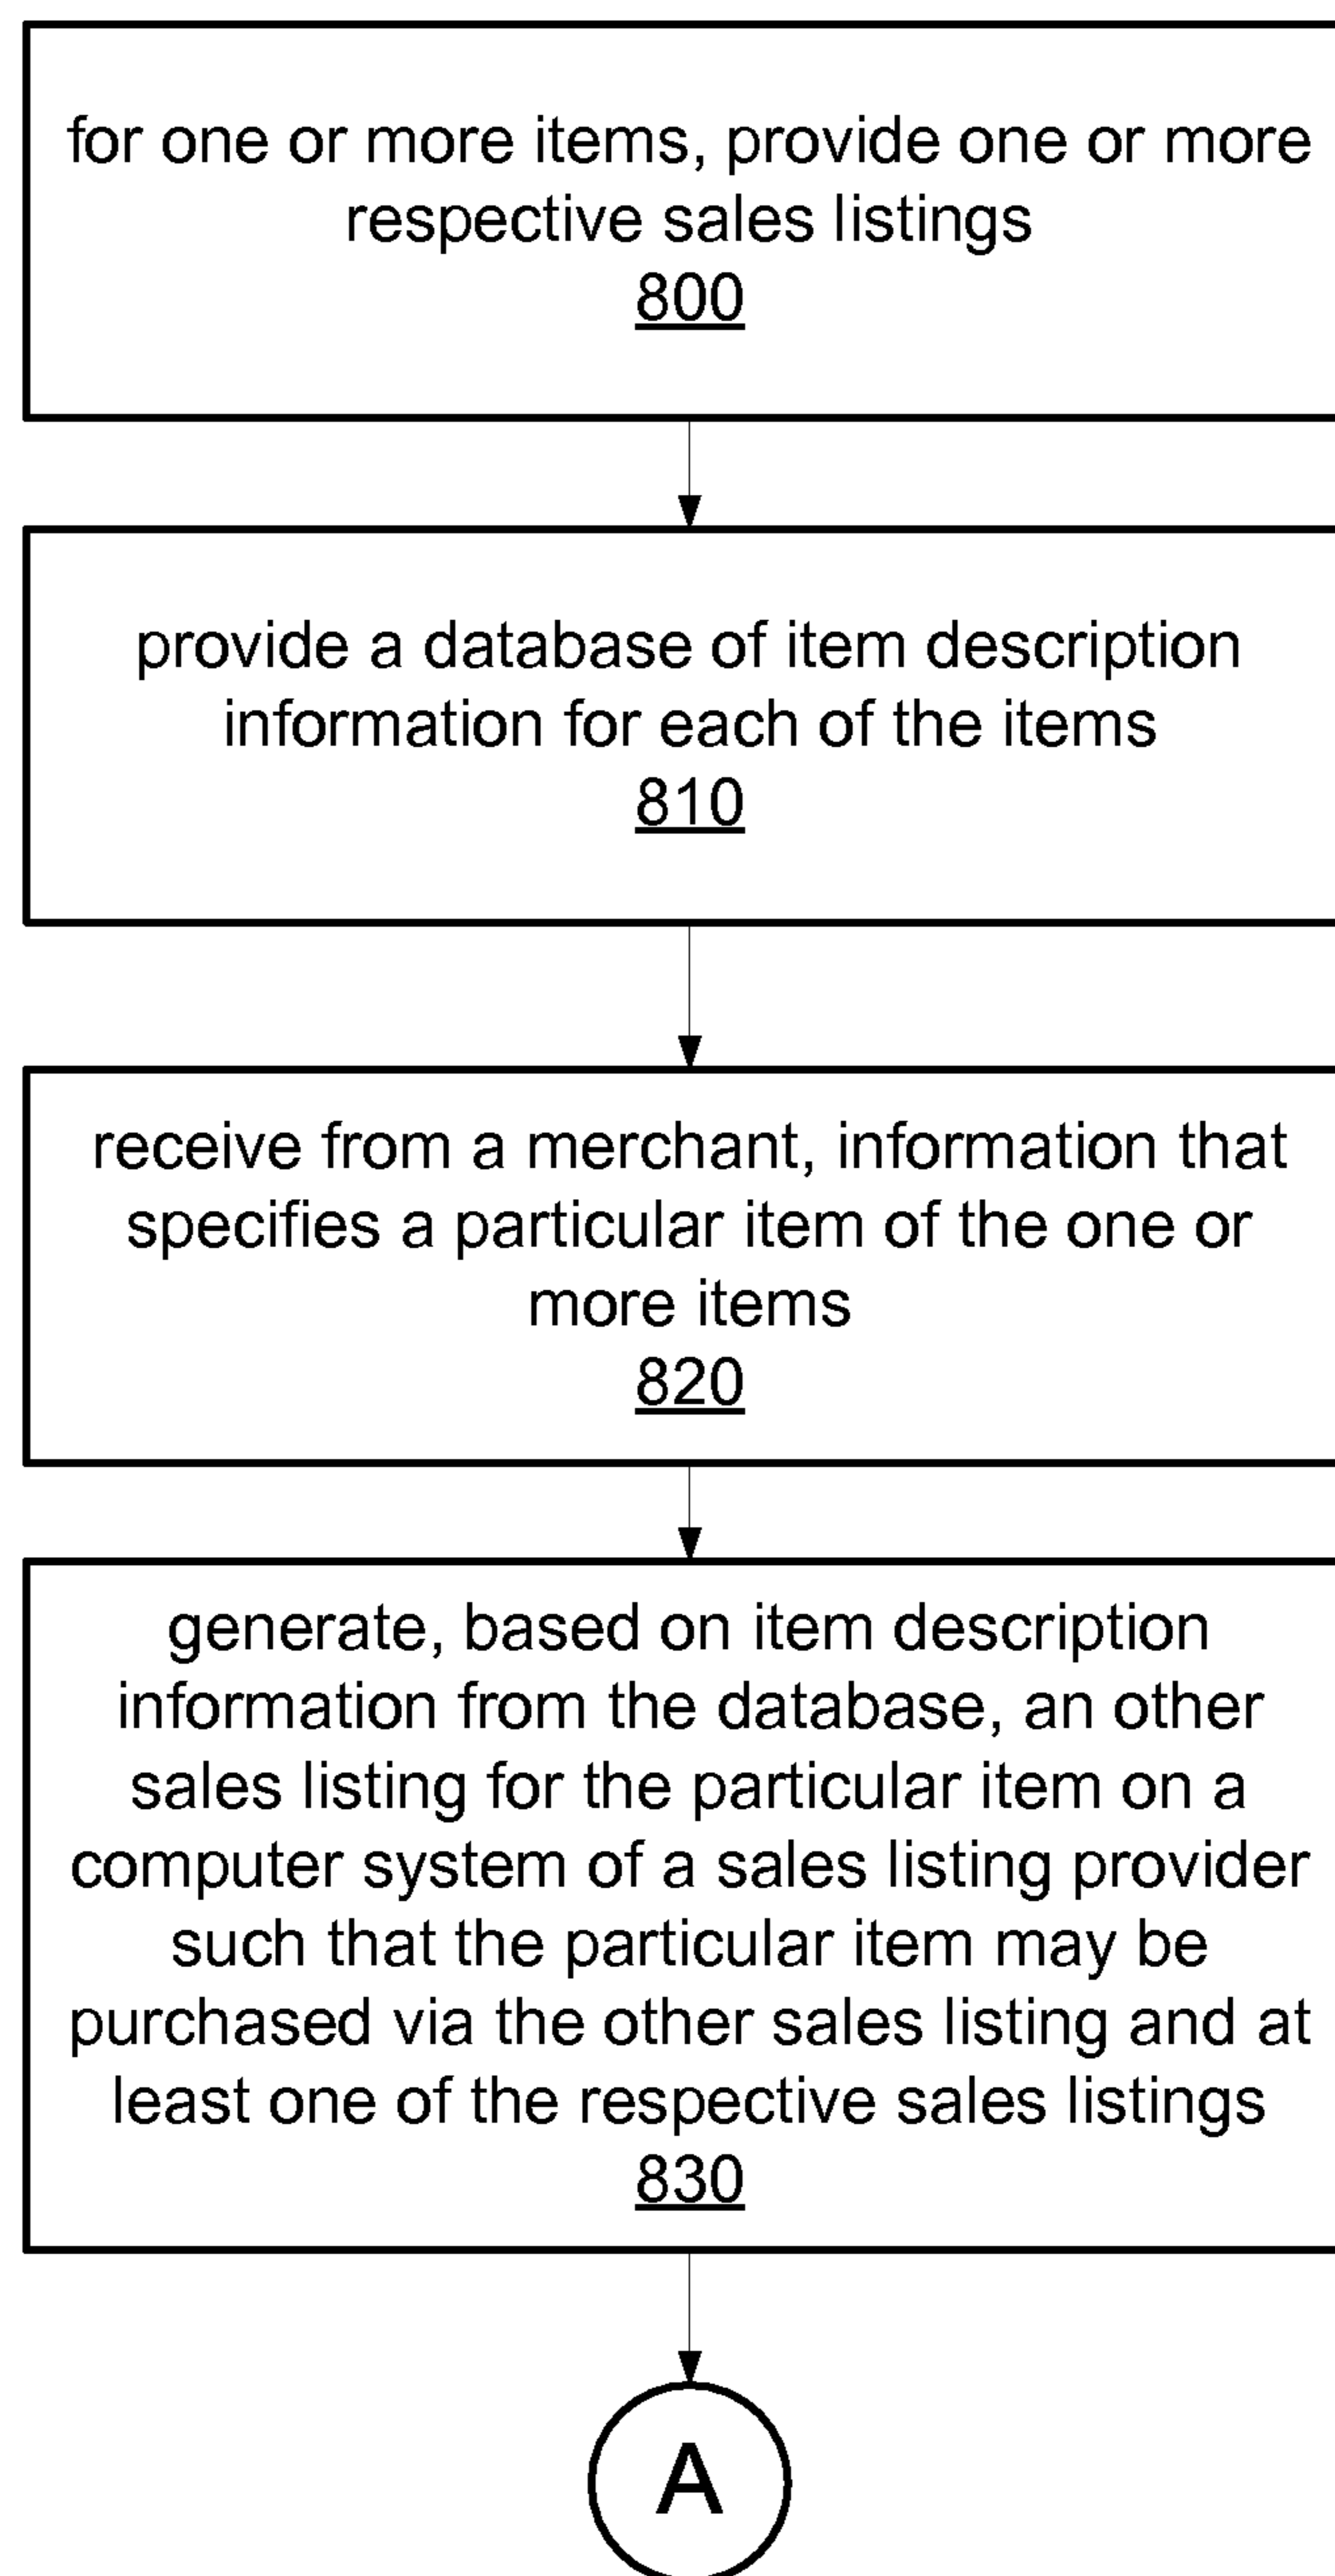 for one or more items, provide one or more
respective sales listings
800
provide a database of item description
information for each of the items
810
receive from a merchant, information that
specifies a particular item of the one or
more items
820
generate, based on item description
information from the database, an other
sales listing for the particular item on a
computer system of a sales listing provider
such that the particular item may be
purchased via the other sales listing and at
least one of the respective sales listings
830
A